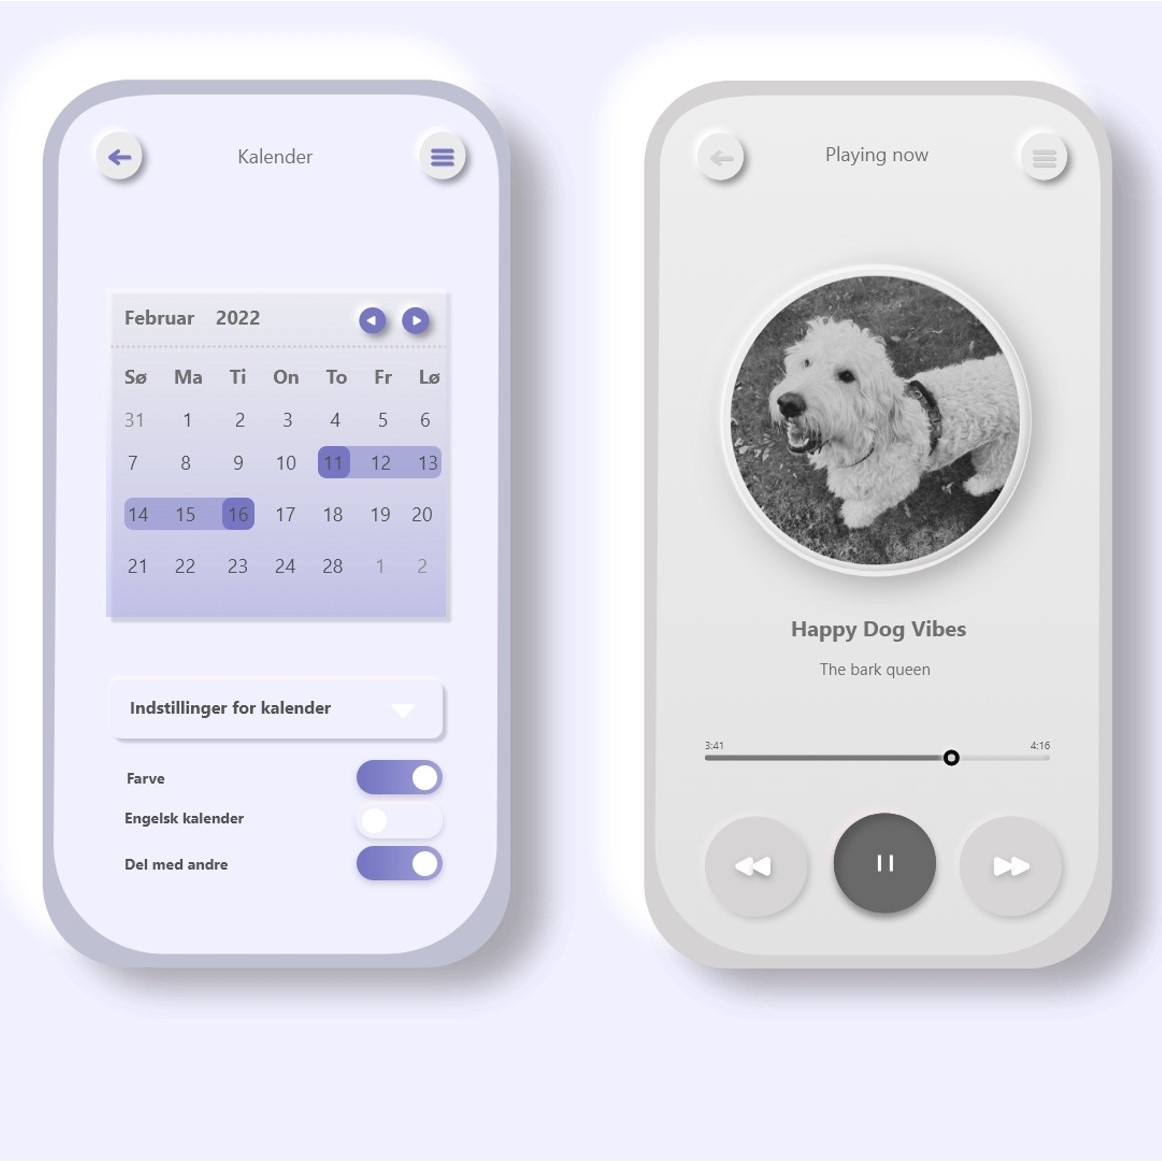 Kalender
Februar 2022
Sø Ma Ti On To Fr Lø
31 1 2 3 4 5 6
7 8 9 10 11 12 13
14 15 16 17 18 19 20
21 22 23 24 28 1 2
Indstillinger for kalender
Farve
Engelsk kalender
Del med andre
Playing now
Happy Dog Vibes
The bark queen
3:41 4:16